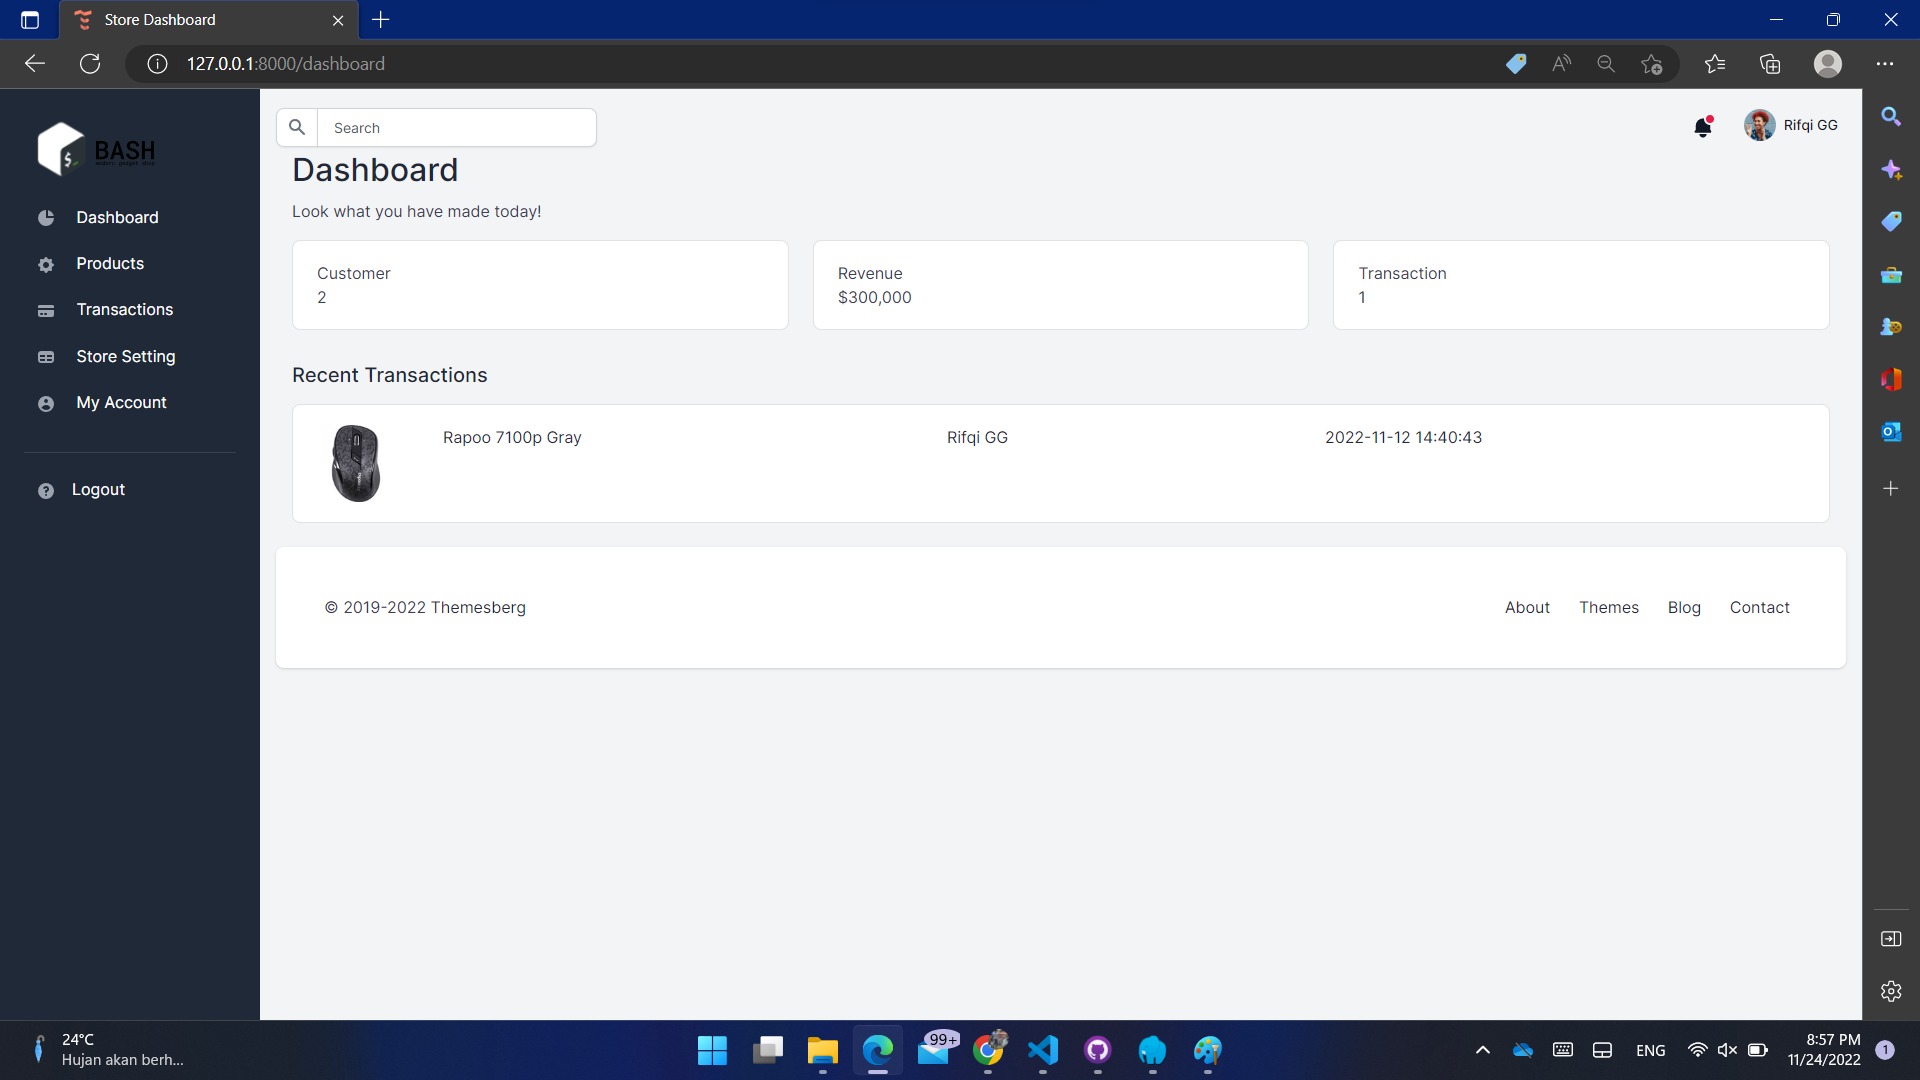 Store Dashboard
127.0.0.1:8000/dashboard
$
BASH
Search
Rifqi GG
Dashboard
Look what you have made today!
Dashboard
Products
Transactions
Store Setting
My Account
Logout
Customer
2
Revenue
$300,000
Transaction
1
Recent Transactions
Rapoo 7100p Gray
Rifqi GG
2022-11-12 14:40:43
© 2019-2022 Themesberg
About
Themes
Blog
Contact
24°C
Hujan akan berh...
99+
ENG
8:57 PM
11/24/2022
1